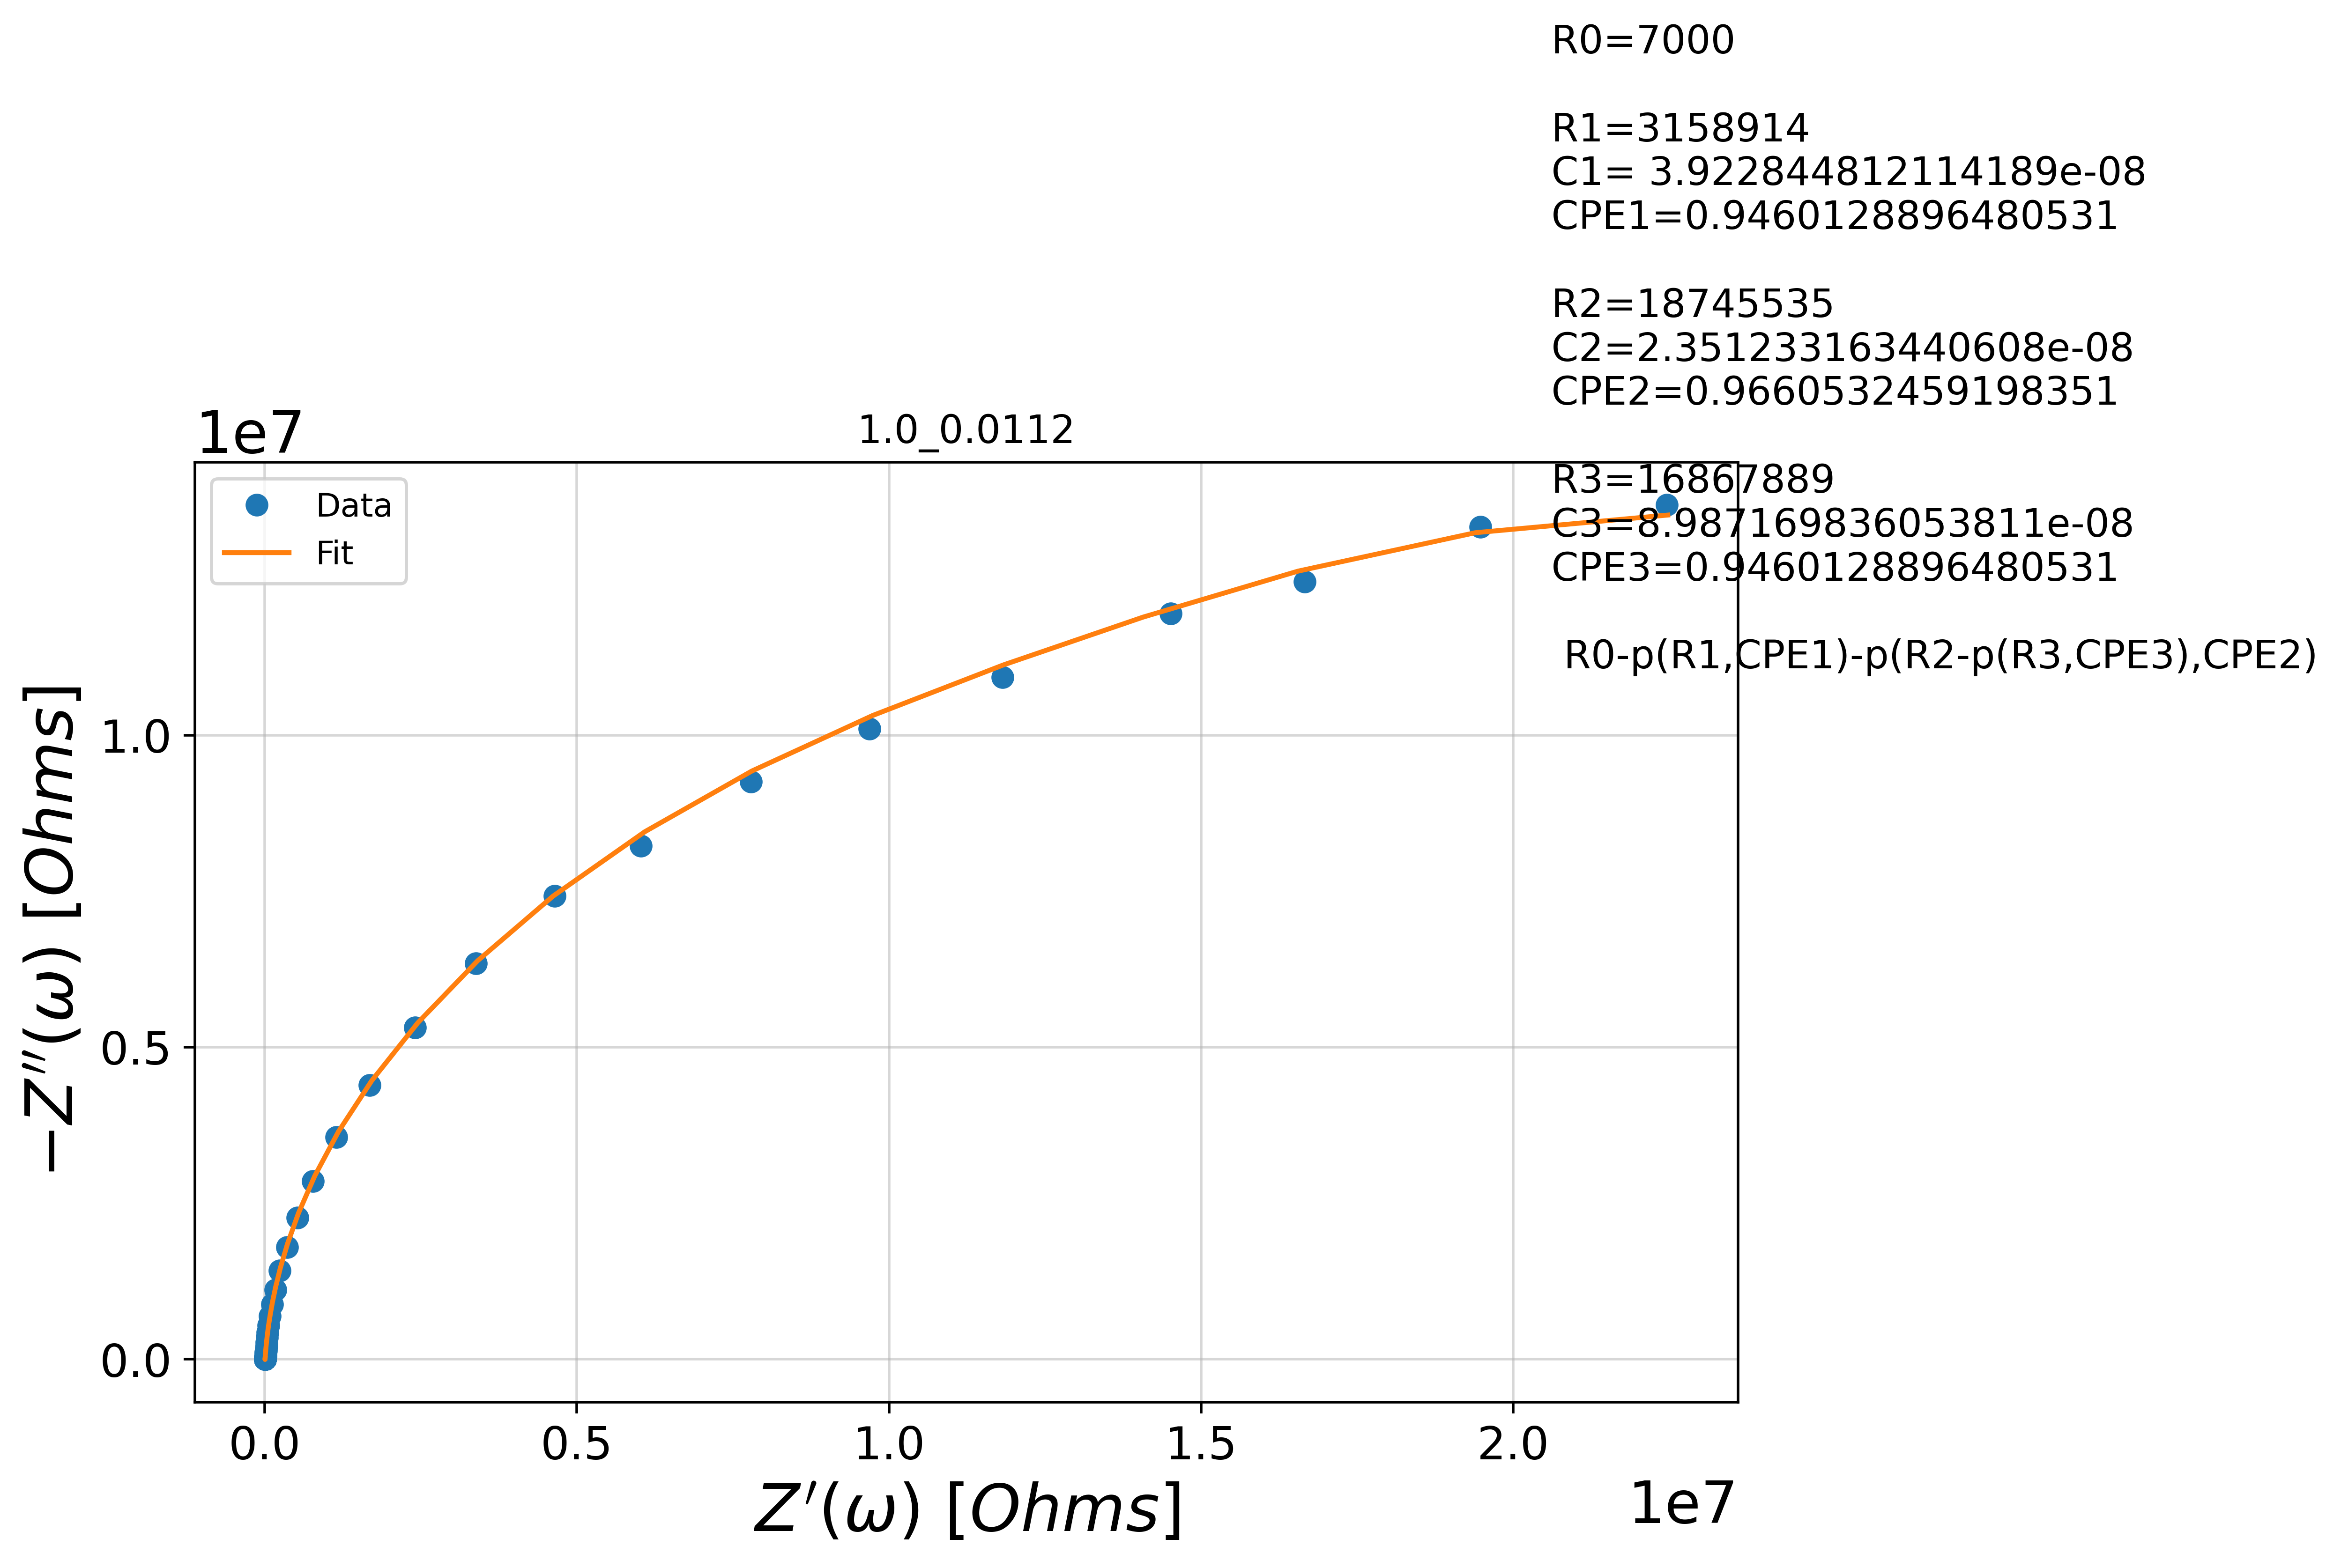 R0=7000
R1=3158914
C1= 3.922844812114189e-08
CPE1=0.9460128896480531
R2=18745535
C2=2.351233163440608e-08
CPE2=0.9660532459198351
1e7
1.0_0.0112
R3=16867889
C3=8.987169836053811e-08
CPE3=0.9460128896480531
Data
Fit
R0-p(R1,CPE1)-p(R2-p(R3,CPE3),CPE2)
−Z′′(ω) [Ohms]
1.0
0.5
0.0
0.0 0.5 1.0 1.5 2.0
Z′(ω) [Ohms]
1e7